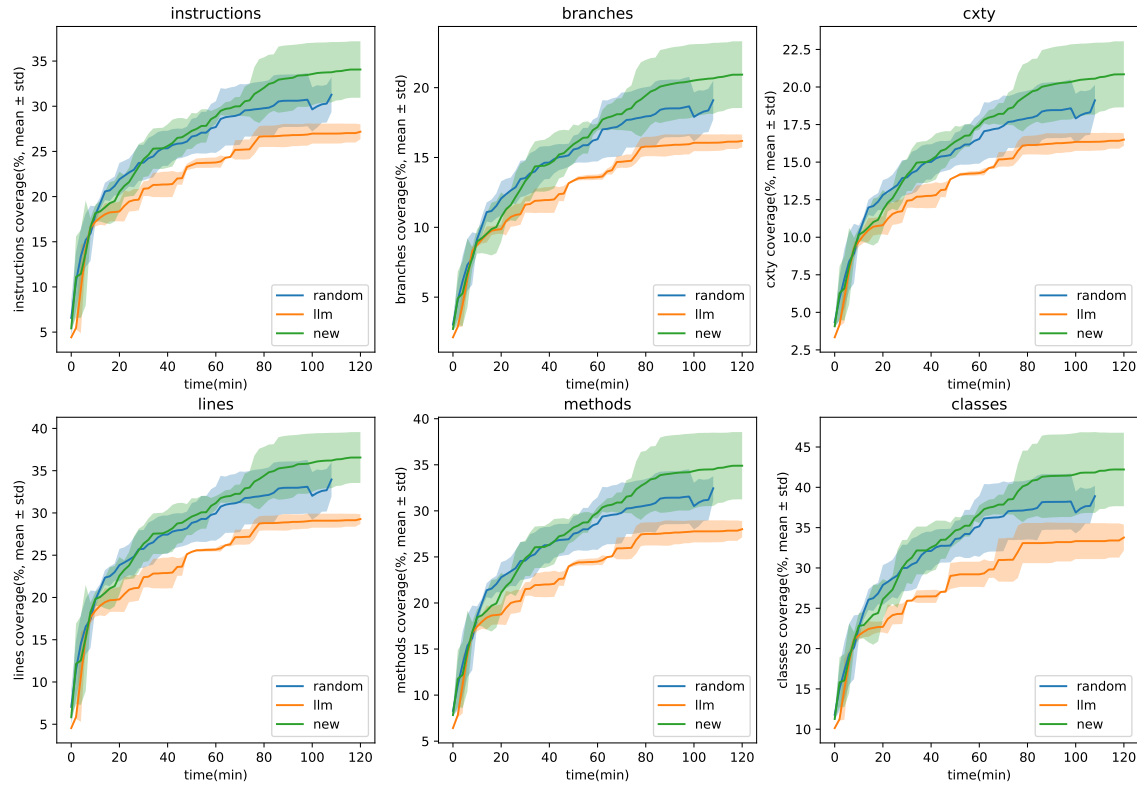 instructions
branches
cxty
instructions coverage(%, mean ± std)
35
30
25
20
15
10
5
0 20 40 60 80 100 120
time(min)
random
llm
new
branches coverage(%, mean ± std)
20
15
10
5
0 20 40 60 80 100 120
time(min)
random
llm
new
cxty coverage(%, mean ± std)
22.5
20.0
17.5
15.0
12.5
10.0
7.5
5.0
2.5
0 20 40 60 80 100 120
time(min)
random
llm
new
lines
methods
classes
lines coverage(%, mean ± std)
40
35
30
25
20
15
10
5
0 20 40 60 80 100 120
time(min)
random
llm
new
methods coverage(%, mean ± std)
40
35
30
25
20
15
10
5
0 20 40 60 80 100 120
time(min)
random
llm
new
classes coverage(%, mean ± std)
45
40
35
30
25
20
15
10
0 20 40 60 80 100 120
time(min)
random
llm
new